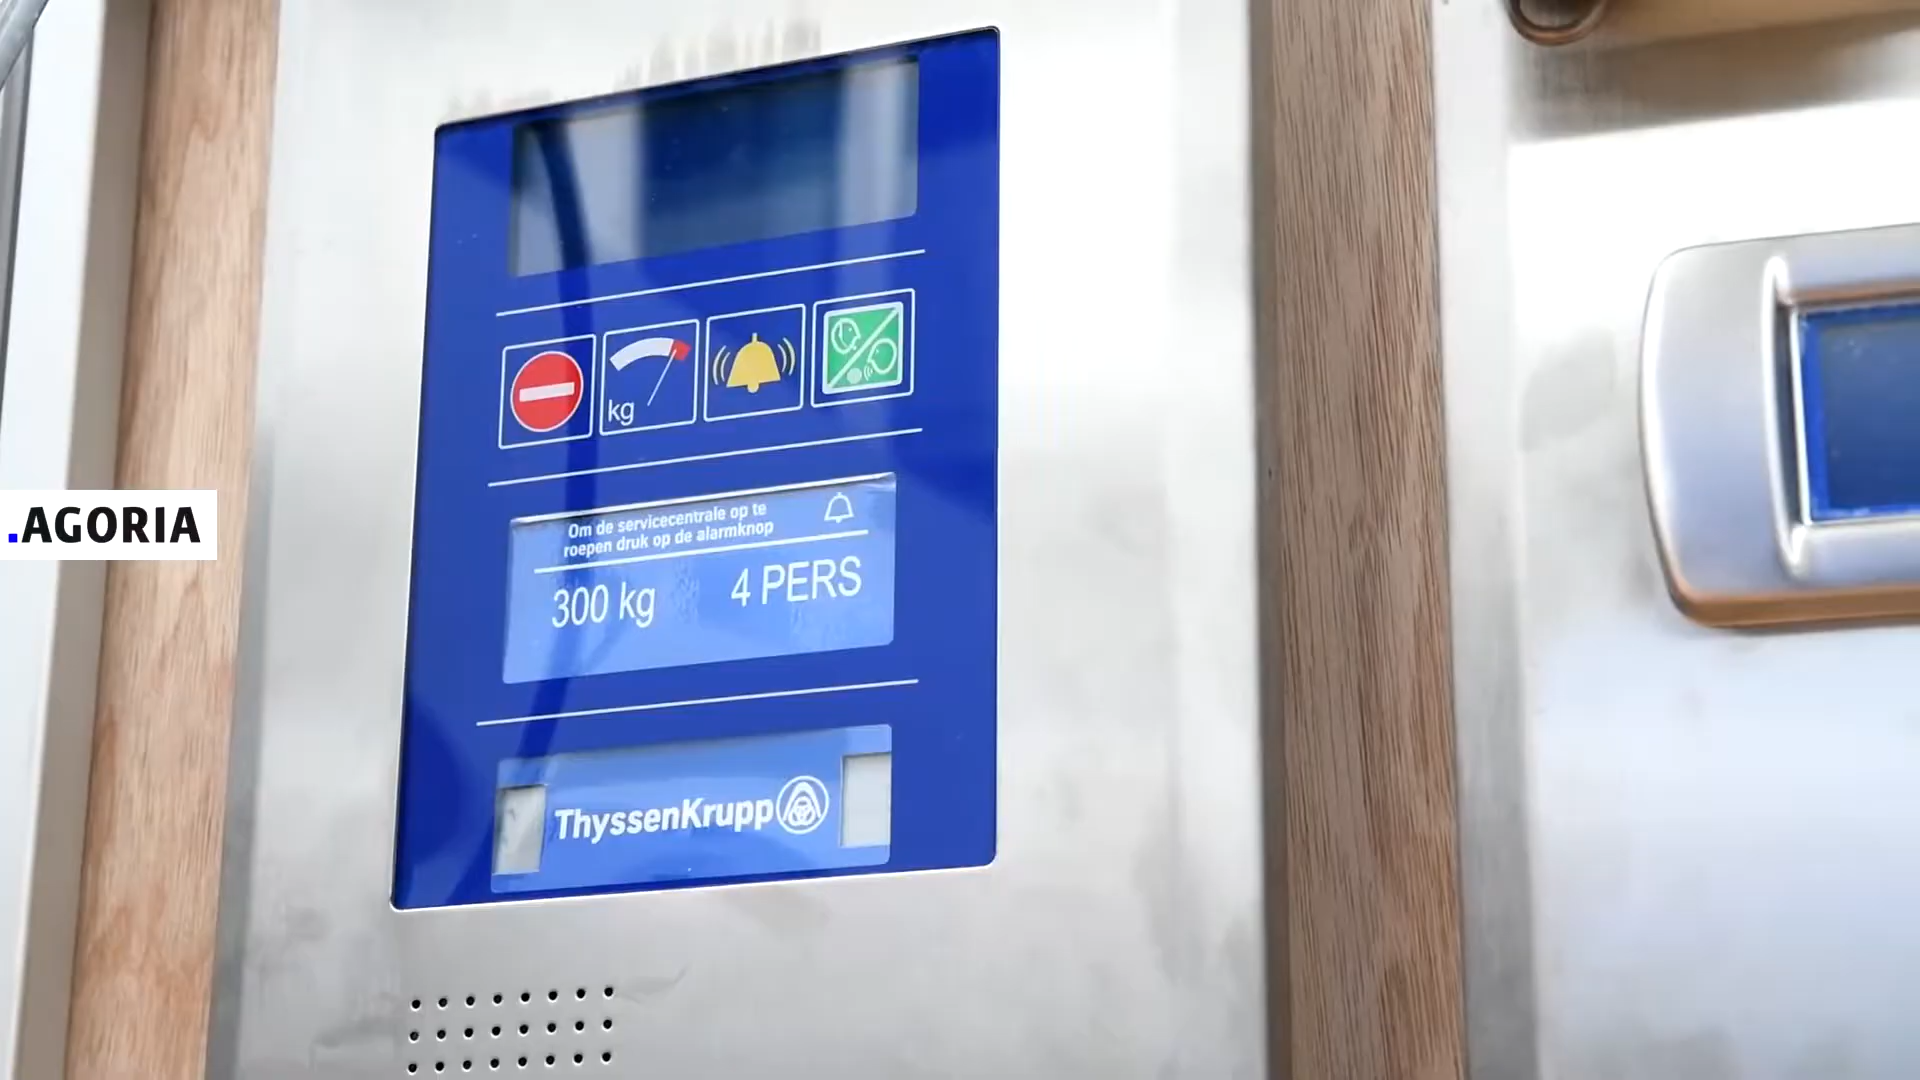 .AGORIA
kg
Om de servicecentrale op te
roepen druk op de alarmknop
300 kg 4 PERS
ThyssenKrupp